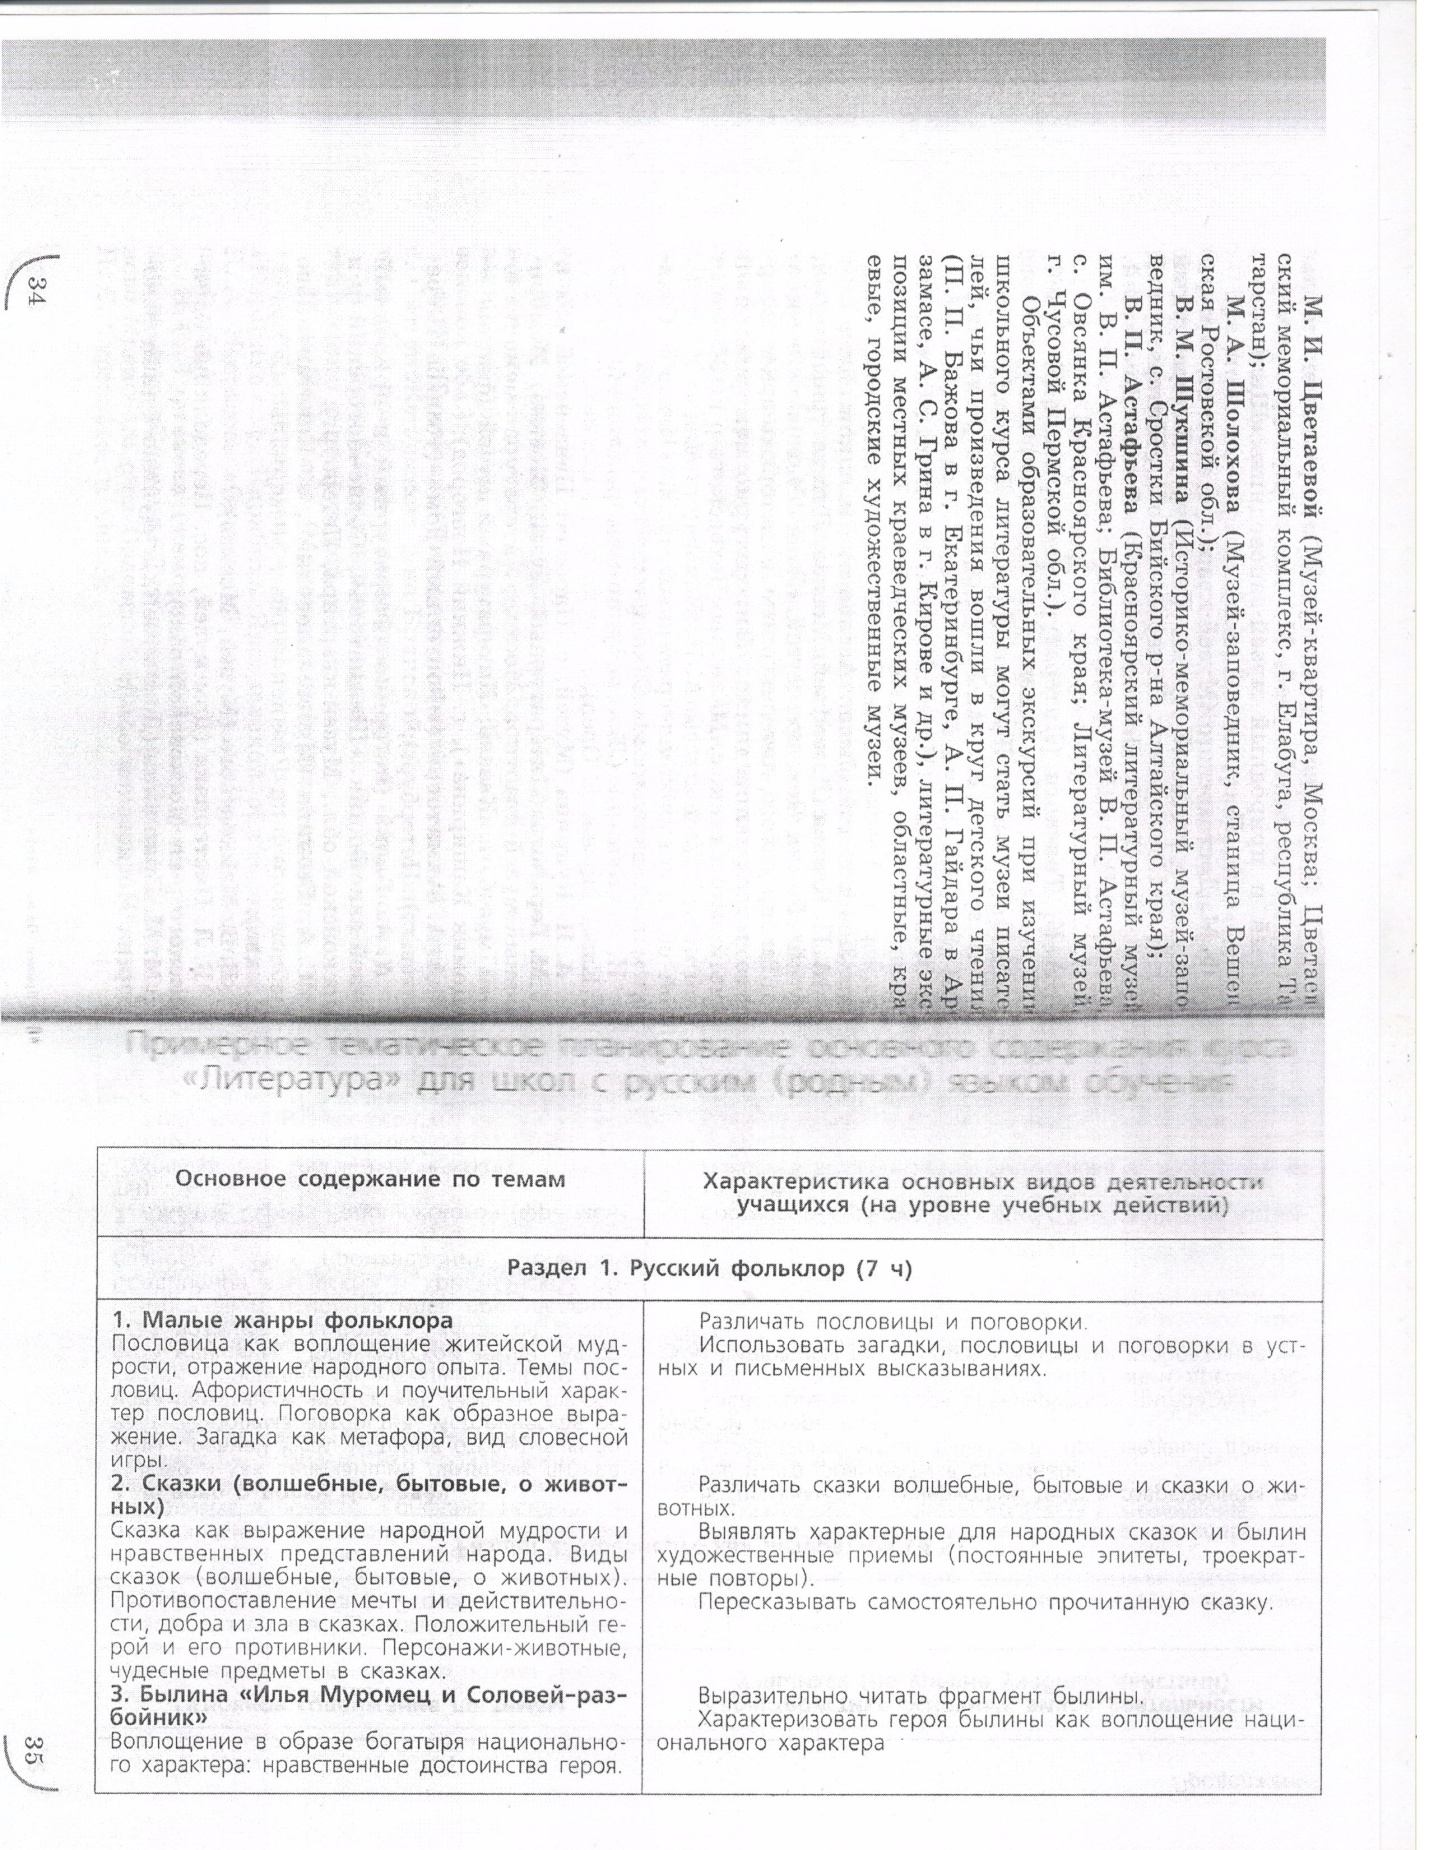 М. И. Цветаевой (Музей-квартира, Москва; Цветаев
ский мемориальный комплекс, г. Елабуга, республика Та
тарстан);
М. А. Шолохова (Музей-заповедник, станица Вешен
ская Ростовской обл.);
В. М. Шукшина (Историко-мемориальный музей-запо
ведник, с. Сростки Бийского р-на Алтайского края);
В. П. Астафьева (Красноярский литературный музей
им. В. П. Астафьева; Библиотека-музей В. П. Астафьева,
с. Овсянка Красноярского края; Литературный музей,
г. Чусовой Пермской обл.).
Объектами образовательных экскурсий при изучении
школьного курса литературы могут стать музеи писате
лей, чьи произведения вошли в круг детского чтения
(П. П. Бажова в г. Екатеринбурге, А. П. Гайдара в Ар
замасе, А. С. Грина в г. Кирове и др.), литературные экс
позиции местных краеведческих музеев, областные, кра
евые, городские художественные музеи.
34
Примерное тематическое планирование основного содержания курса
«Литература» для школ с русским (родным) языком обучения
Основное содержание по темам
Характеристика основных видов деятельности
учащихся (на уровне учебных действий)
Раздел 1. Русский фольклор (7 ч)
1. Малые жанры фольклора
Пословица как воплощение житейской муд-
рости, отражение народного опыта. Темы пос-
ловиц. Афористичность и поучительный харак-
тер пословиц. Поговорка как образное выра-
жение. Загадка как метафора, вид словесной
игры.
Различать пословицы и поговорки.
Использовать загадки, пословицы и поговорки в уст-
ных и письменных высказываниях.
2. Сказки (волшебные, бытовые, о живот-
ных)
Сказка как выражение народной мудрости и
нравственных представлений народа. Виды
сказок (волшебные, бытовые, о животных).
Противопоставление мечты и действительно-
сти, добра и зла в сказках. Положительный ге-
рой и его противники. Персонажи-животные,
чудесные предметы в сказках.
Различать сказки волшебные, бытовые и сказки о жи-
вотных.
Выявлять характерные для народных сказок и былин
художественные приемы (постоянные эпитеты, троекрат-
ные повторы).
Пересказывать самостоятельно прочитанную сказку.
3. Былина «Илья Муромец и Соловей-раз-
бойник»
Воплощение в образе богатыря национально-
го характера: нравственные достоинства героя.
Выразительно читать фрагмент былины.
Характеризовать героя былины как воплощение наци-
онального характера
35